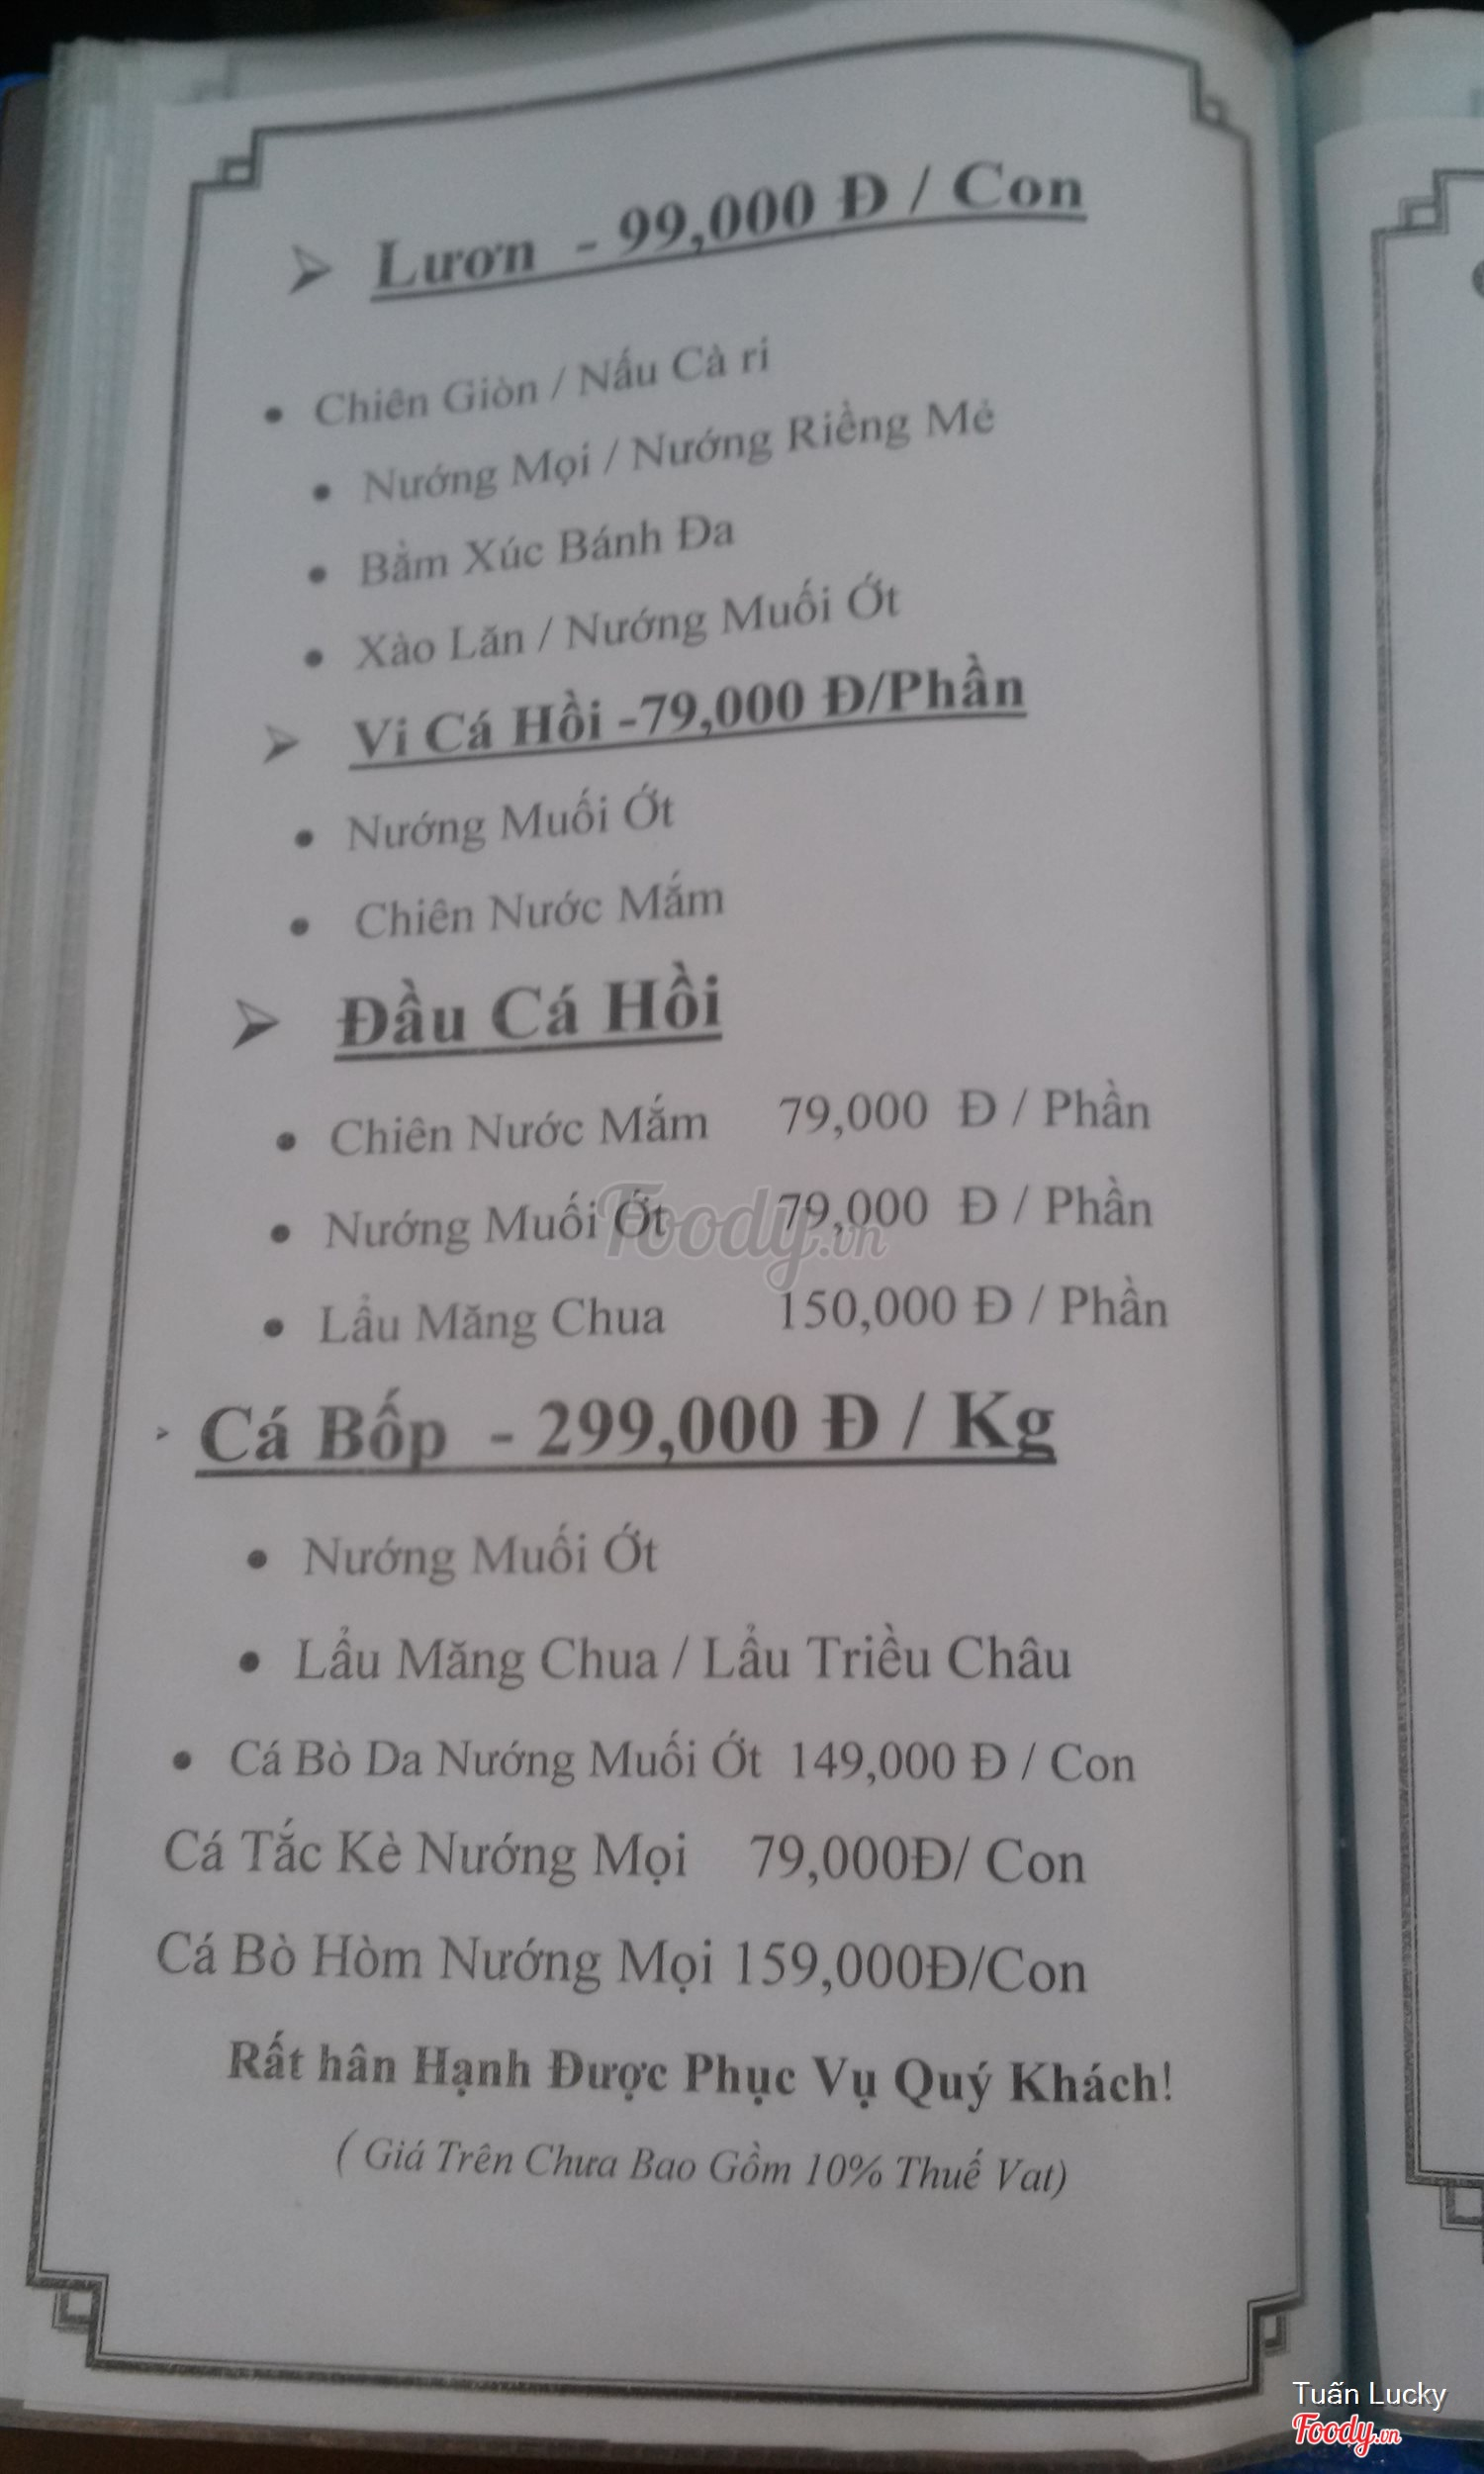 Lươn - 99,000 Đ / Con
Chiên Giòn / Nấu Cà ri
Nướng Mọi / Nướng Riềng Mẻ
Bằm Xúc Bánh Đa
Xào Lăn / Nướng Muối Ớt
Vi Cá Hồi -79,000 Đ/Phần
Nướng Muối Ớt
Chiên Nước Mắm
Đầu Cá Hồi
Chiên Nước Mắm 79,000 Đ / Phần
Nướng Muối Ớt 79,000 Đ / Phần
Foody.vn
Lẩu Măng Chua 150,000 Đ / Phần
Cá Bốp - 299,000 Đ / Kg
Nướng Muối Ớt
Lẩu Măng Chua / Lẩu Triều Châu
Cá Bò Da Nướng Muối Ớt 149,000 Đ / Con
Cá Tắc Kè Nướng Mọi 79,000Đ/ Con
Cá Bò Hòm Nướng Mọi 159,000Đ/Con
Rất hân Hạnh Được Phục Vụ Quý Khách!
( Giá Trên Chưa Bao Gồm 10% Thuế Vat)
Tuấn Lucky
Foody.vn